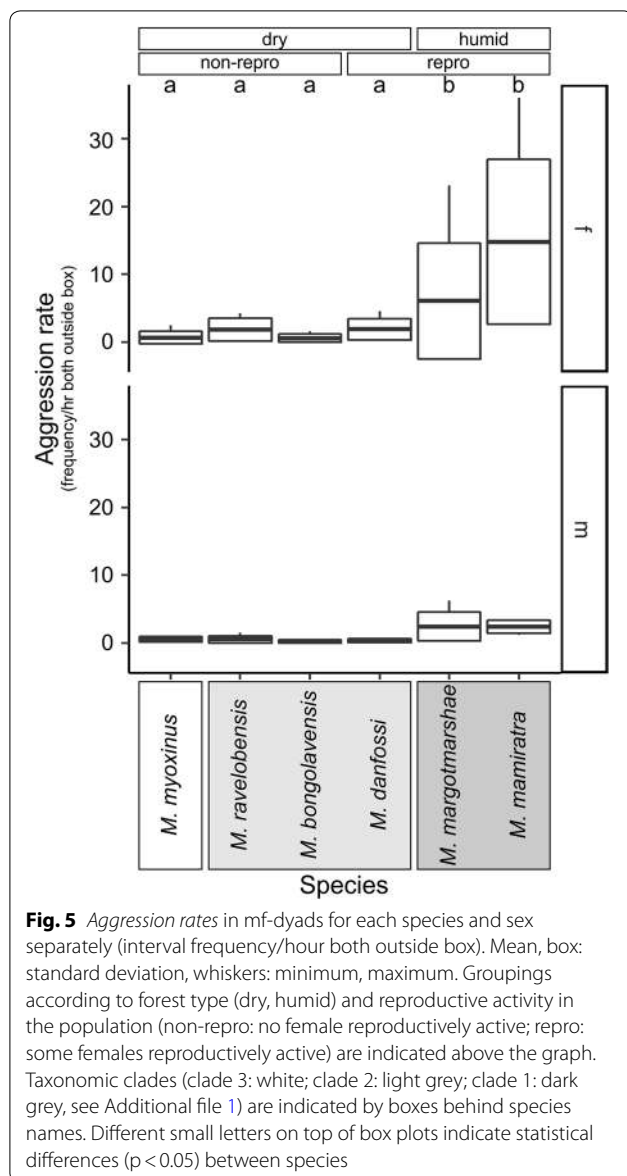 dry humid
non-repro repro
a a a a b b
Aggression rate
(frequency/hr both outside box)
30
20
10
0
f
30
20
10
0
m
M. myoxinus
M. ravelobensis
M. bongolavensis
M. danfossi
M. margotmarshae
M. mamiratra
Species
Fig. 5 Aggression rates in mf-dyads for each species and sex
separately (interval frequency/hour both outside box). Mean, box:
standard deviation, whiskers: minimum, maximum. Groupings
according to forest type (dry, humid) and reproductive activity in
the population (non-repro: no female reproductively active; repro:
some females reproductively active) are indicated above the graph.
Taxonomic clades (clade 3: white; clade 2: light grey; clade 1: dark
grey, see Additional file 1) are indicated by boxes behind species
names. Different small letters on top of box plots indicate statistical
differences (p < 0.05) between species